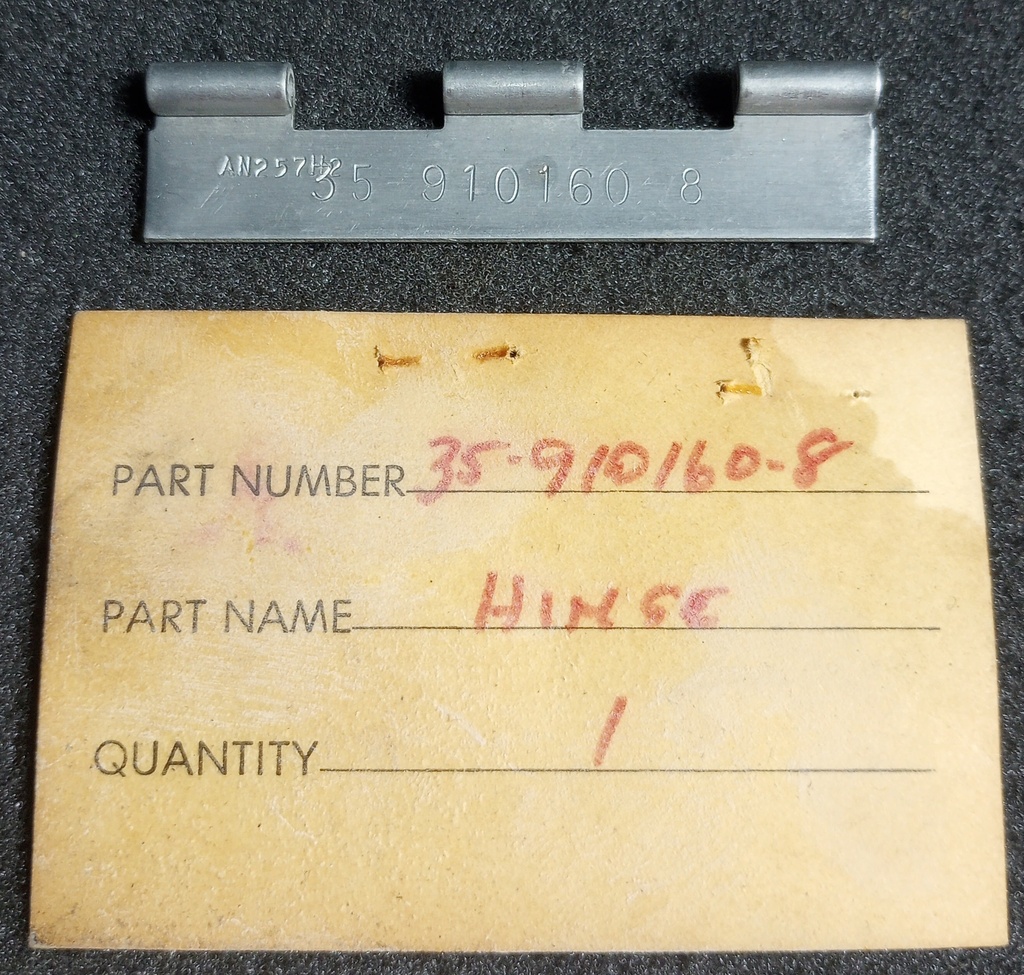 AN257H2
35-910160-8
PART NUMBER 35-910160-8
PART NAME HINGE
QUANTITY 1